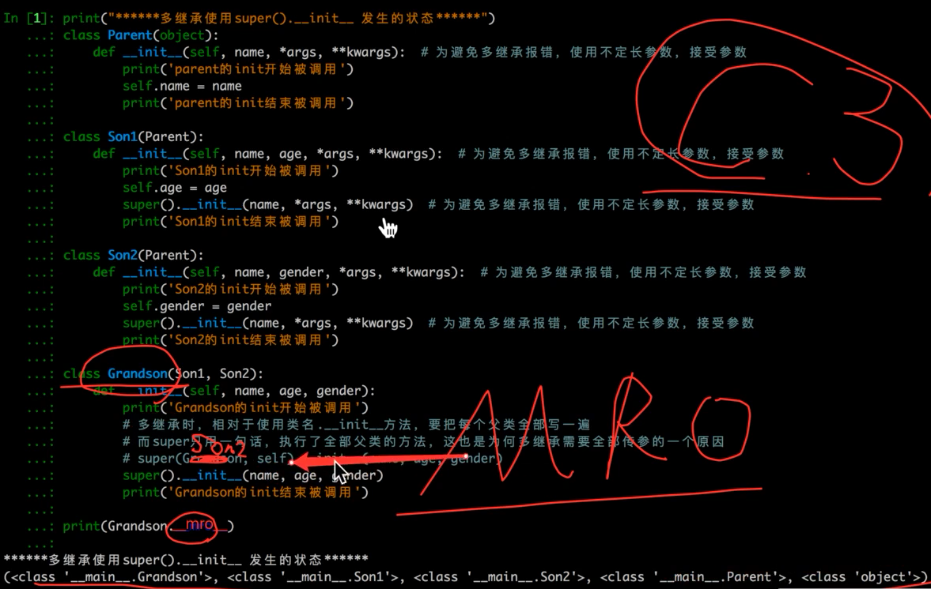 In [1]: print("******多继承使用super().__init__ 发生的状态******")
...: class Parent(object):
...:     def __init__(self, name, *args, **kwargs):  # 为避免多继承报错，使用不定长参数，接受参数
...:         print('parent的init开始被调用')
...:         self.name = name
...:         print('parent的init结束被调用')
...:
...: class Son1(Parent):
...:     def __init__(self, name, age, *args, **kwargs):  # 为避免多继承报错，使用不定长参数，接受参数
...:         print('Son1的init开始被调用')
...:         self.age = age
...:         super().__init__(name, *args, **kwargs)  # 为避免多继承报错，使用不定长参数，接受参数
...:         print('Son1的init结束被调用')
...:
...: class Son2(Parent):
...:     def __init__(self, name, gender, *args, **kwargs):  # 为避免多继承报错，使用不定长参数，接受参数
...:         print('Son2的init开始被调用')
...:         self.gender = gender
...:         super().__init__(name, *args, **kwargs)  # 为避免多继承报错，使用不定长参数，接受参数
...:         print('Son2的init结束被调用')
...:
...: class Grandson(Son1, Son2):
...:     def __init__(self, name, age, gender):
...:         print('Grandson的init开始被调用')
...:         # 多继承时，相对于使用类名.__init__方法，要把每个父类全部写一遍
...:         # 而super只用一句话，执行了全部父类的方法，这也是为何多继承需要全部传参的一个原因
...:         # super(Grandson, self).__init__(name, age, gender)
...:         super().__init__(name, age, gender)
...:         print('Grandson的init结束被调用')
...:
...: print(Grandson.__mro__)
...:
******多继承使用super().__init__ 发生的状态******
(<class '__main__.Grandson'>, <class '__main__.Son1'>, <class '__main__.Son2'>, <class '__main__.Parent'>, <class 'object'>)
C3
Son2
MRO